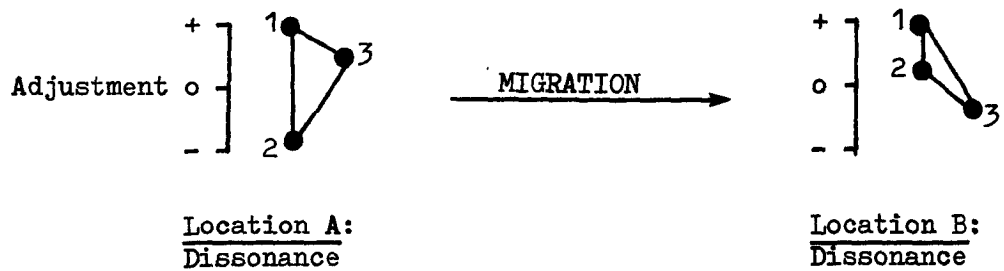 + 1 3
Adjustment o
- 2
MIGRATION
+ 1
o 2
- 3
Location A:
Dissonance
Location B:
Dissonance